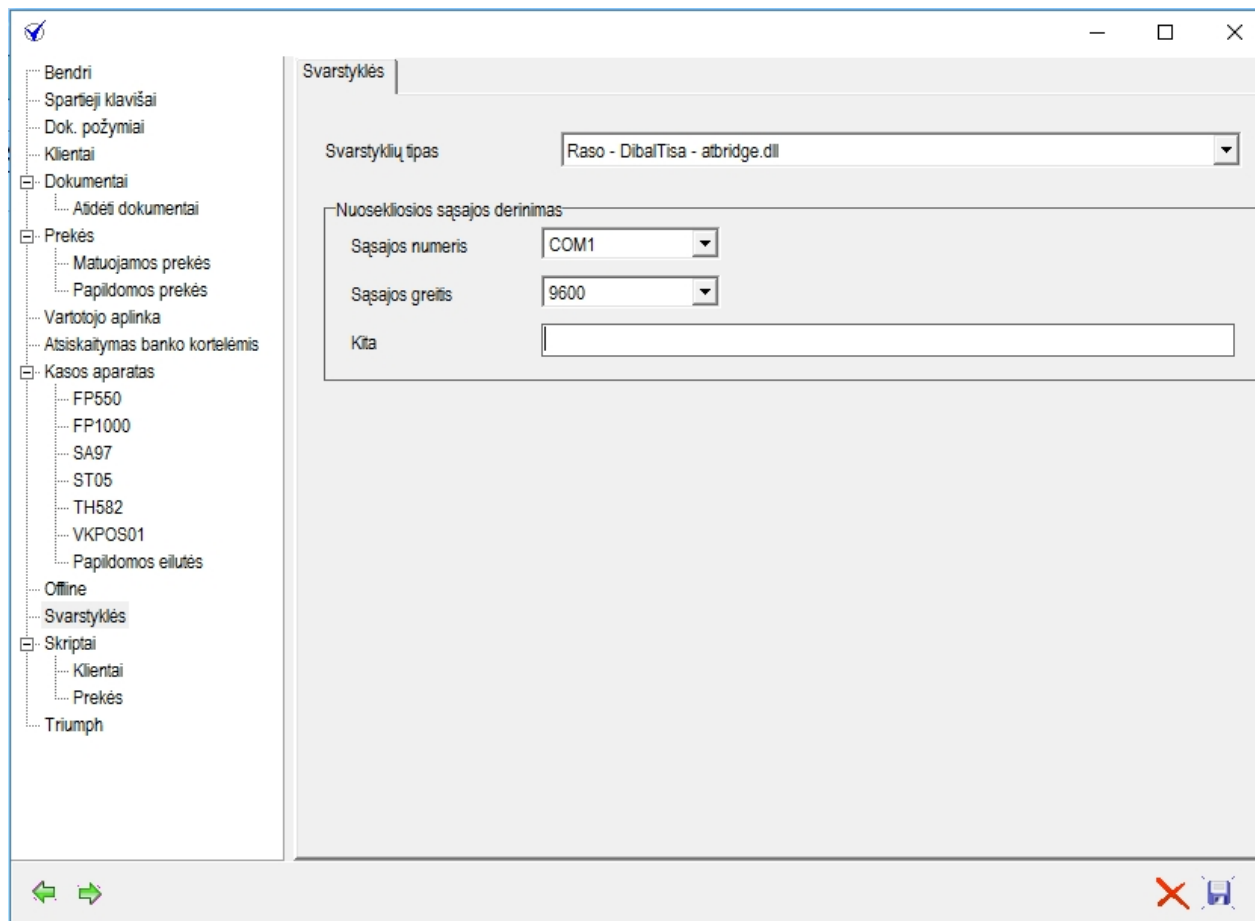 Bendri
Spartieji klavišai
Dok. požymiai
Klientai
Dokumentai
Atidėti dokumentai
Prekės
Matuojamos prekės
Papildomos prekės
Vartotojo aplinka
Atsiskaitymas banko kortelėmis
Kasos aparatas
FP550
FP1000
SA97
ST05
TH582
VKPOS01
Papildomos eilutės
Offline
Svarstyklės
Skriptai
Klientai
Prekės
Triumph
Svarstyklės
Svarstyklių tipas
Raso - DibalTisa - atbridge.dll
Nuosekliosios sąsajos derinimas
Sąsajos numeris
COM1
Sąsajos greitis
9600
Kita